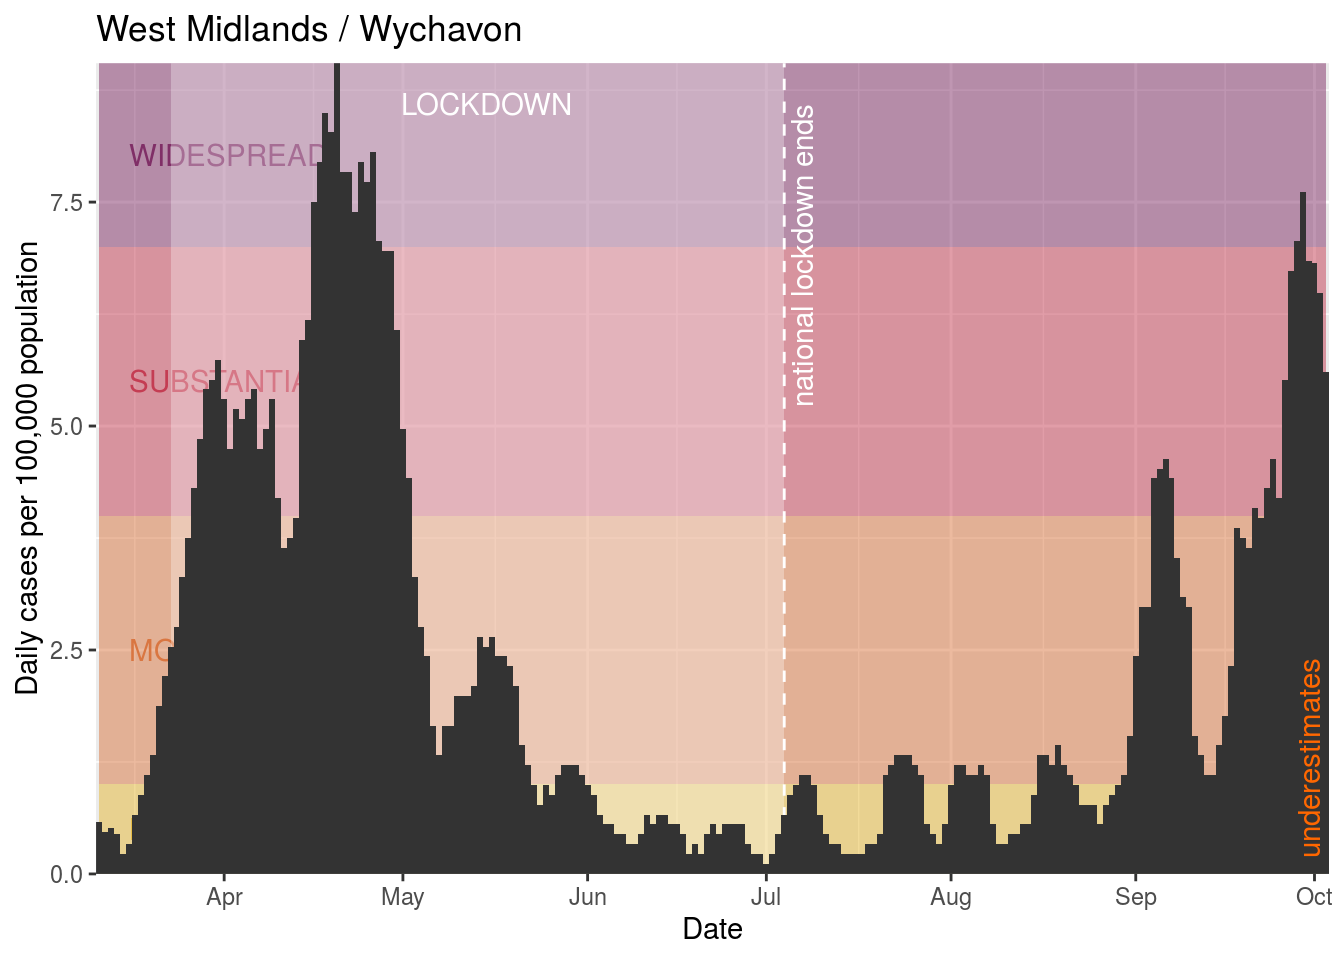 West Midlands / Wychavon
LOCKDOWN
WIDESPREAD
national lockdown ends
7.5
SUBSTANTIA
5.0
MO
2.5
underestimates
0.0
Daily cases per 100,000 population
Apr
May
Jun
Jul
Aug
Sep
Oct
Date